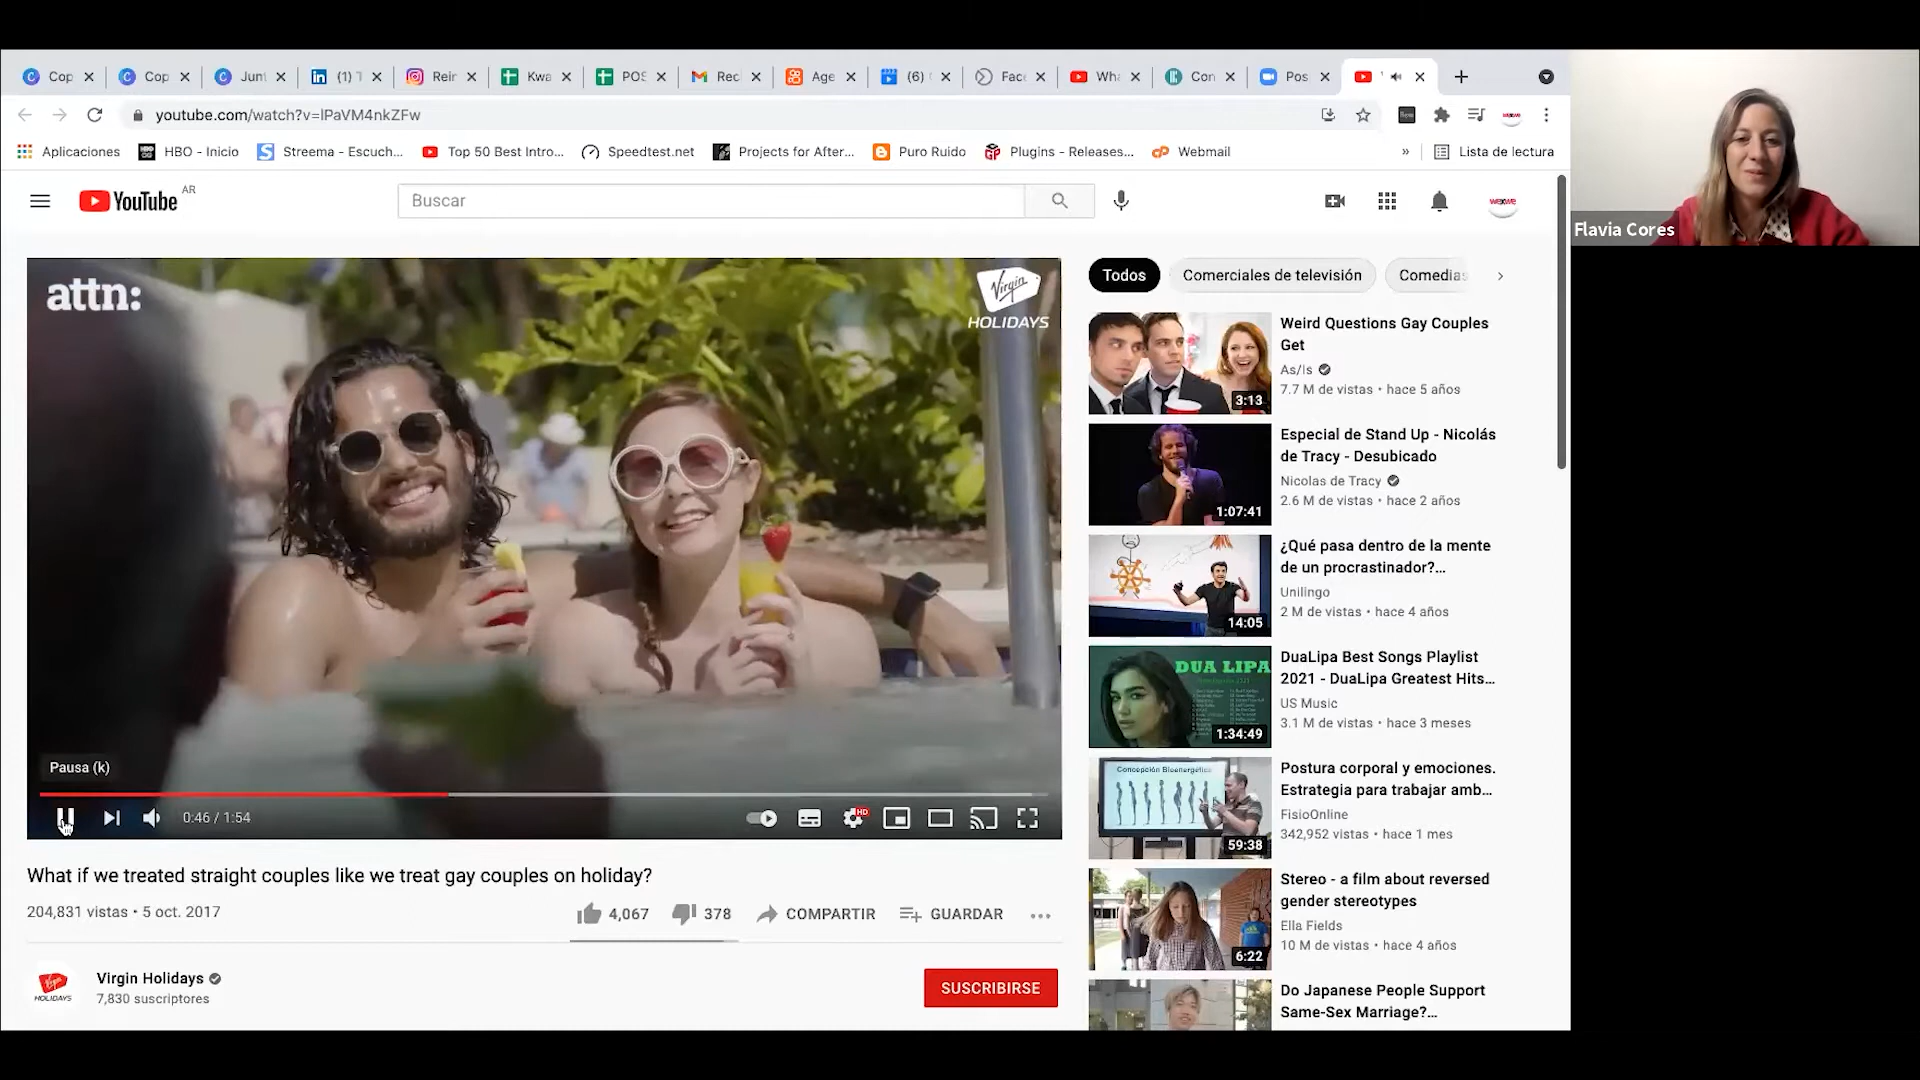 Cop
Cop
Junt
(1) T
Rein
Kwa
POS
Rec
Age
(6)
Face
Wha
Con
Pos
youtube.com/watch?v=lPaVM4nkZFw
Aplicaciones
HBO - Inicio
Streema - Escuch...
Top 50 Best Intro...
Speedtest.net
Projects for After...
Puro Ruido
Plugins - Releases...
Webmail
»
Lista de lectura
YouTube AR
Buscar
wexwe
Flavia Cores
attn:
Virgin
HOLIDAYS
Pausa (k)
0:46 / 1:54
HD
What if we treated straight couples like we treat gay couples on holiday?
204,831 vistas • 5 oct. 2017
4,067
378
COMPARTIR
GUARDAR
Virgin
HOLIDAYS
Virgin Holidays
7,830 suscriptores
SUSCRIBIRSE
Todos
Comerciales de televisión
Comedias
3:13
Weird Questions Gay Couples
Get
As/Is
7.7 M de vistas • hace 5 años
1:07:41
Especial de Stand Up - Nicolás
de Tracy - Desubicado
Nicolas de Tracy
2.6 M de vistas • hace 2 años
14:05
¿Qué pasa dentro de la mente
de un procrastinador?...
Unilingo
2 M de vistas • hace 4 años
DUA LIPA
1:34:49
DuaLipa Best Songs Playlist
2021 - DuaLipa Greatest Hits...
US Music
3.1 M de vistas • hace 3 meses
Concepción Bioenergética
59:38
Postura corporal y emociones.
Estrategia para trabajar amb...
FisioOnline
342,952 vistas • hace 1 mes
6:22
Stereo - a film about reversed
gender stereotypes
Ella Fields
10 M de vistas • hace 4 años
Do Japanese People Support
Same-Sex Marriage?...